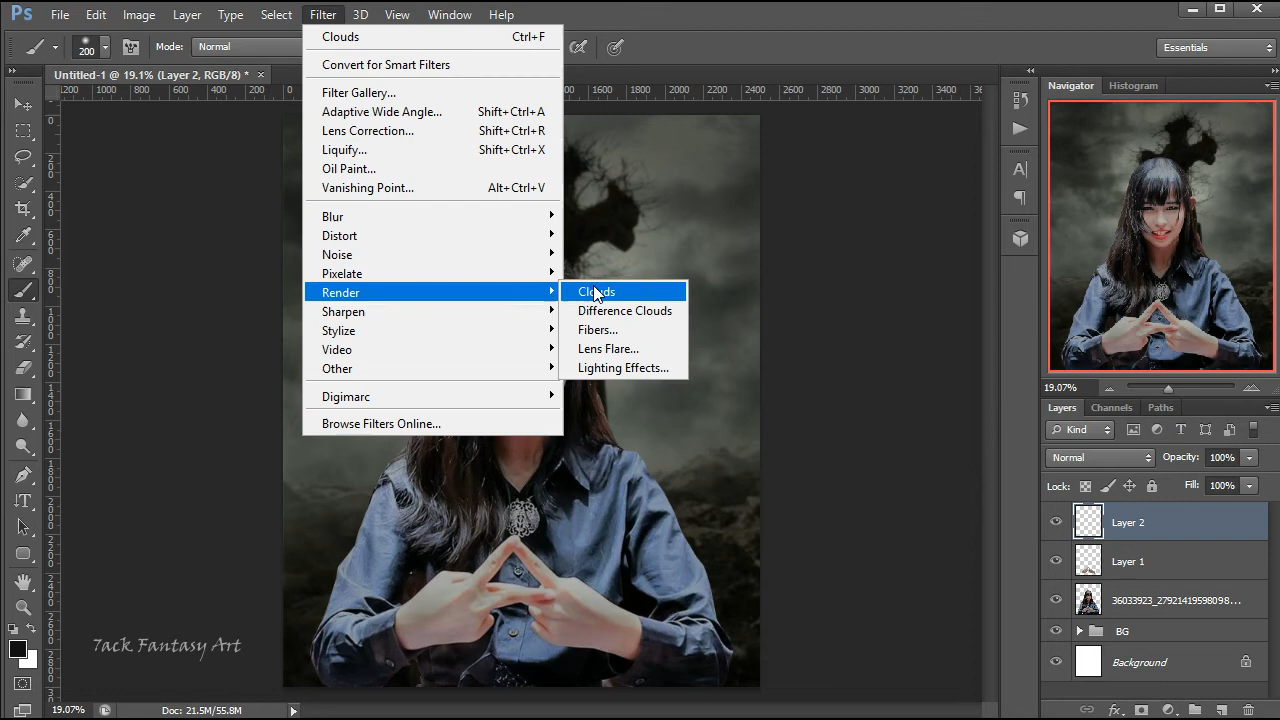 Ps File Edit Image Layer Type Select Filter 3D View Window Help
200 Mode: Normal Essentials
Untitled-1 @ 19.1% (Layer 2, RGB/8) * ×
1200 800 600 400 200 0 1600 1800 2000 2200 2400 2600 2800 3000 3200 3400
Clouds Ctrl+F
Convert for Smart Filters
Filter Gallery...
Adaptive Wide Angle... Shift+Ctrl+A
Lens Correction... Shift+Ctrl+R
Liquify... Shift+Ctrl+X
Oil Paint...
Vanishing Point... Alt+Ctrl+V
Blur
Distort
Noise
Pixelate
Render
Sharpen
Stylize
Video
Other
Digimarc
Browse Filters Online...
Clouds
Difference Clouds
Fibers...
Lens Flare...
Lighting Effects...
Navigator Histogram
19.07%
Layers Channels Paths
Kind
Normal Opacity: 100%
Lock: Fill: 100%
Layer 2
Layer 1
36033923_27921419598098...
BG
Background
7ack Fantasy Art
19.07% Doc: 21.5M/55.8M